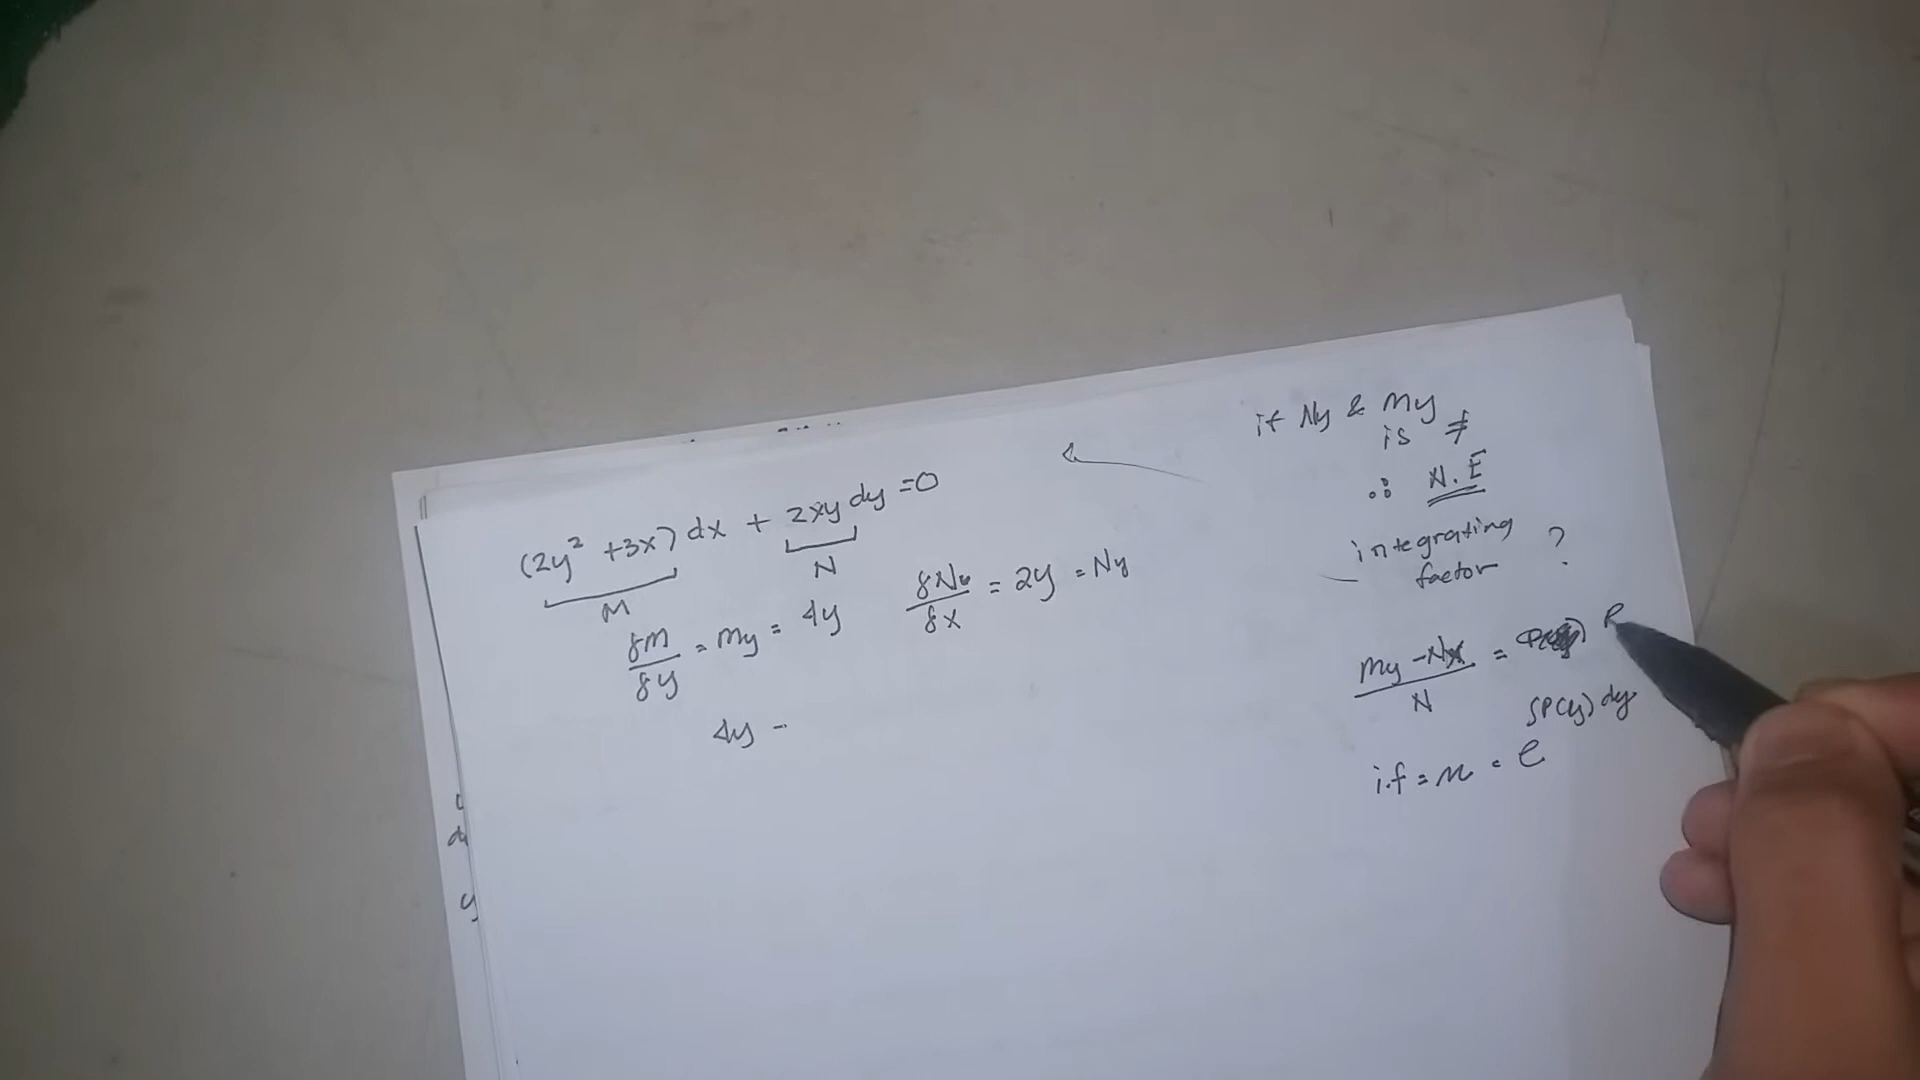 (2y² +3x) dx + 2xy dy =0
M
N
δM/δy = My = 4y
δN/δx = 2y = Ny
4y -
if Ny & My
is ≠
∴ N.E
integrating
factor ?
My - Nx / N =
i.f = m = e^∫P(y) dy